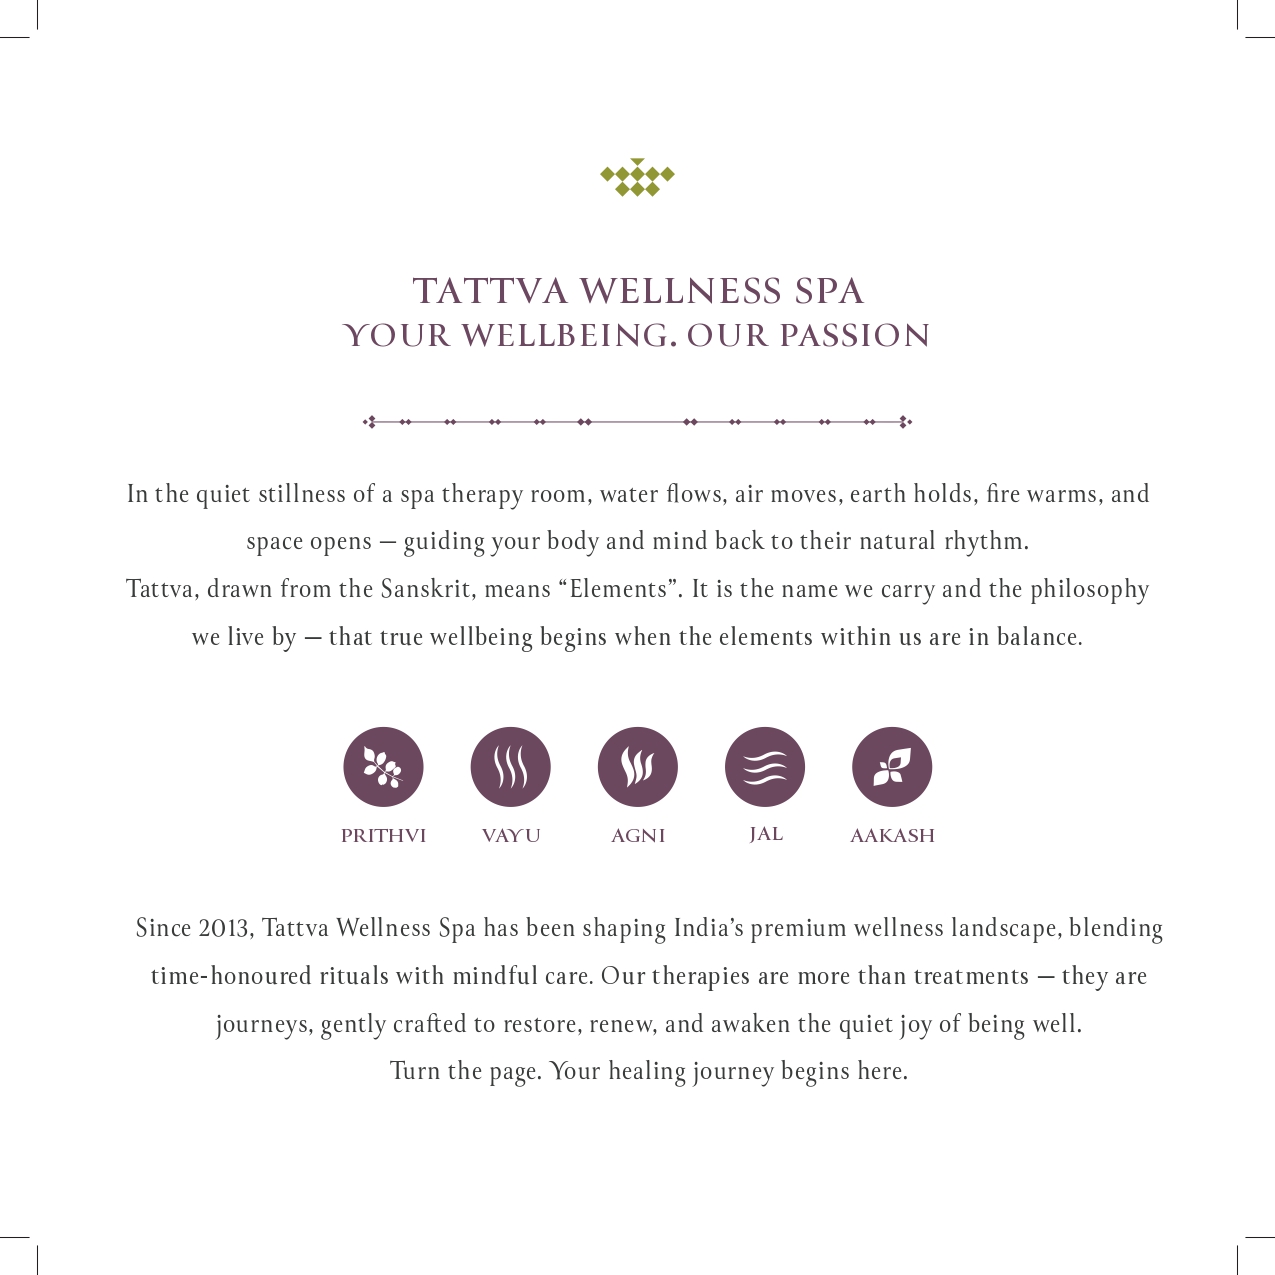 TATTVA WELLNESS SPA
YOUR WELLBEING. OUR PASSION
In the quiet stillness of a spa therapy room, water flows, air moves, earth holds, fire warms, and
space opens — guiding your body and mind back to their natural rhythm.
Tattva, drawn from the Sanskrit, means “Elements”. It is the name we carry and the philosophy
we live by — that true wellbeing begins when the elements within us are in balance.
PRITHVI VAYU AGNI JAL AAKASH
Since 2013, Tattva Wellness Spa has been shaping India’s premium wellness landscape, blending
time-honoured rituals with mindful care. Our therapies are more than treatments — they are
journeys, gently crafted to restore, renew, and awaken the quiet joy of being well.
Turn the page. Your healing journey begins here.